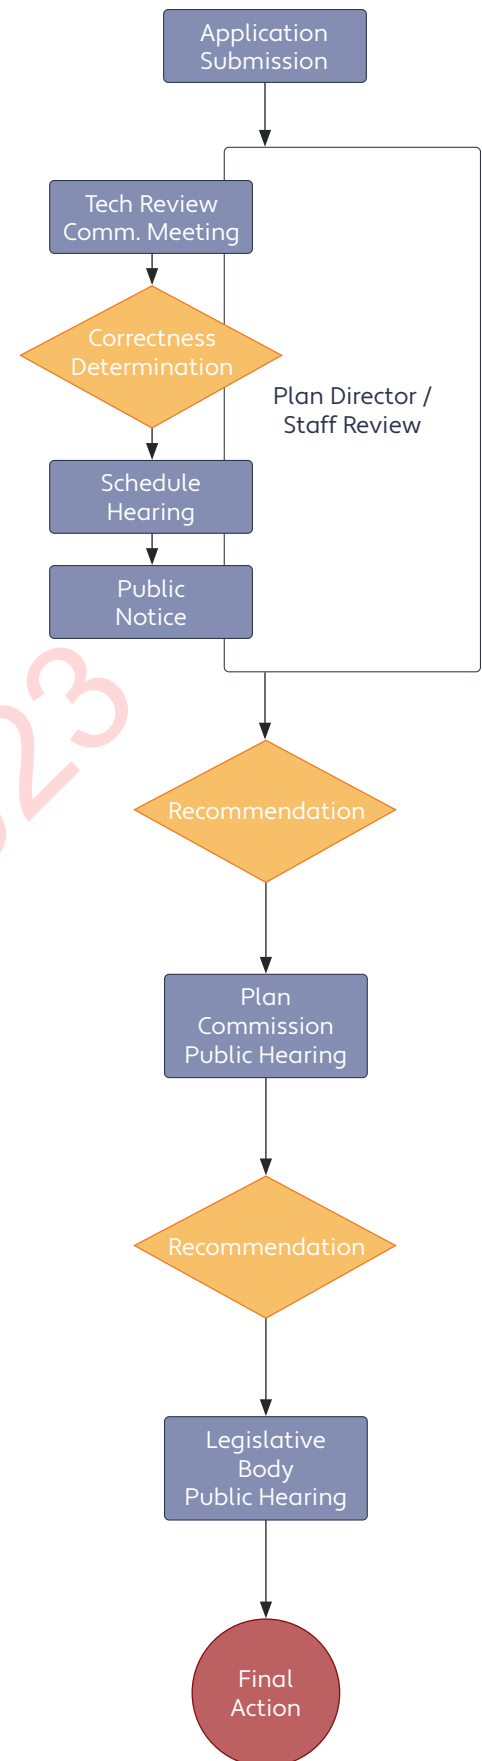 Application
Submission
Tech Review
Comm. Meeting
Correctness
Determination
Plan Director /
Staff Review
Schedule
Hearing
Public
Notice
23
Recommendation
Plan
Commission
Public Hearing
Recommendation
Legislative
Body
Public Hearing
Final
Action